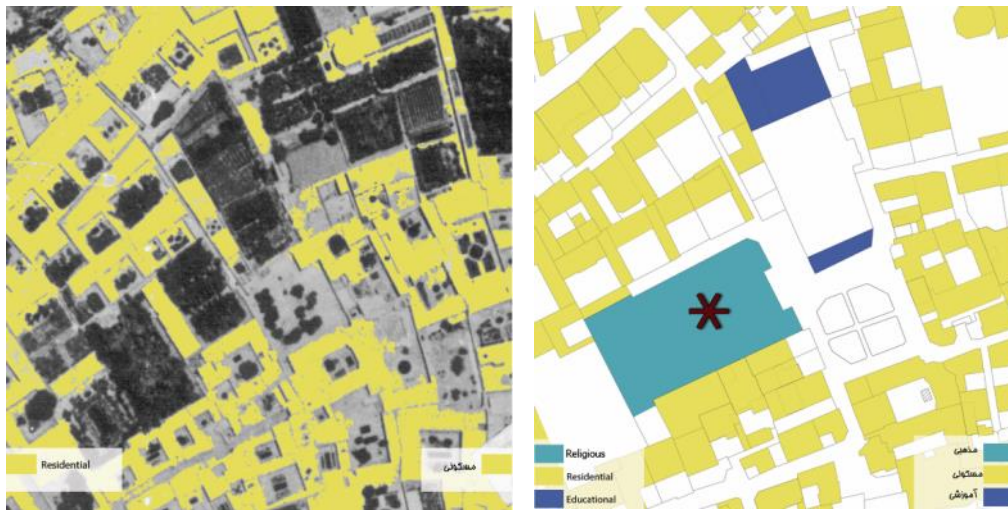 Residential
مسکونی
Religious
Residential
Educational
مذهبی
مسکونی
آموزشی